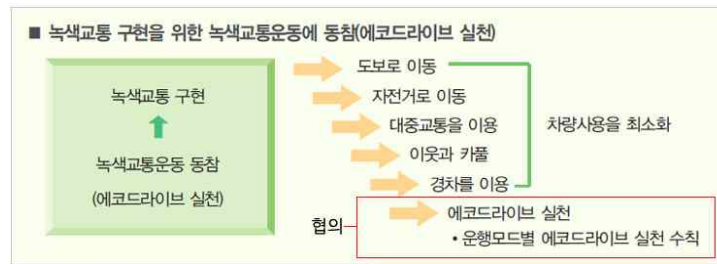 ■ 녹색교통 구현을 위한 녹색교통운동에 동참(에코드라이브 실천)
녹색교통 구현
녹색교통운동 동참
(에코드라이브 실천)
도보로 이동
자전거로 이동
대중교통을 이용
이웃과 카풀
경차를 이용
차량사용을 최소화
협의
에코드라이브 실천
• 운행모드별 에코드라이브 실천 수칙